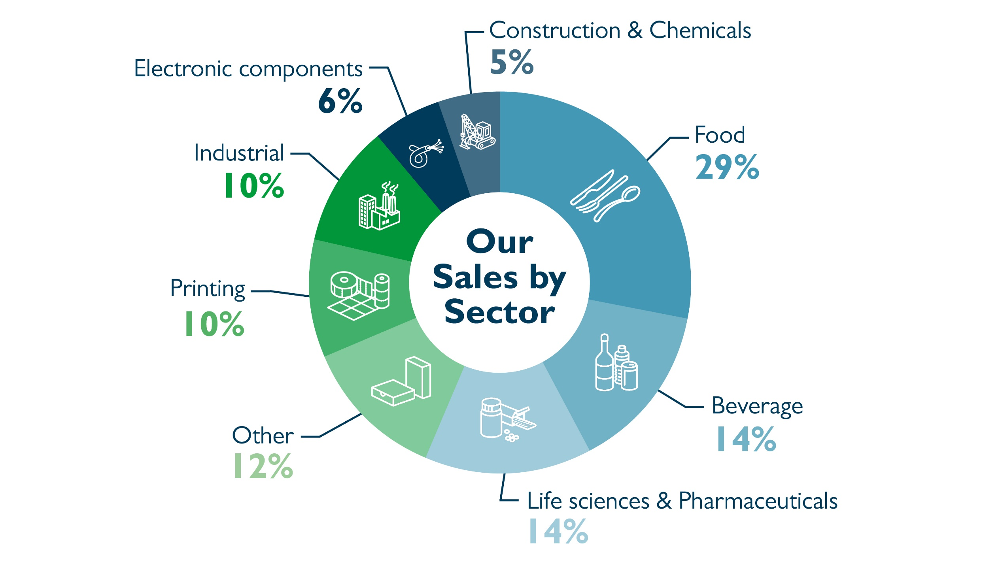 Construction & Chemicals
5%
Electronic components
6%
Food
29%
Industrial
10%
Our
Sales by
Sector
Printing
10%
Beverage
14%
Other
12%
Life sciences & Pharmaceuticals
14%